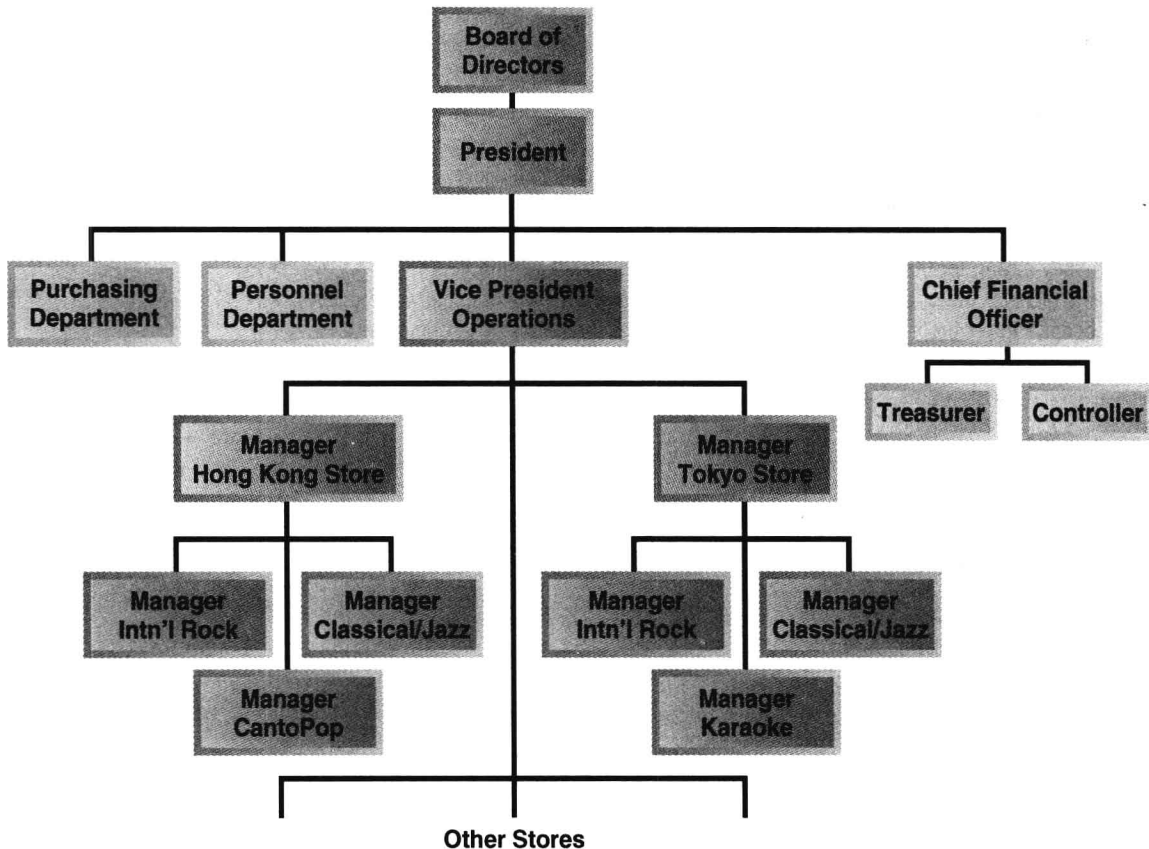 Board of
Directors
President
Purchasing
Department
Personnel
Department
Vice President
Operations
Chief Financial
Officer
Treasurer
Controller
Manager
Hong Kong Store
Manager
Tokyo Store
Manager
Intn'l Rock
Manager
Classical/Jazz
Manager
CantoPop
Manager
Intn'l Rock
Manager
Classical/Jazz
Manager
Karaoke
Other Stores